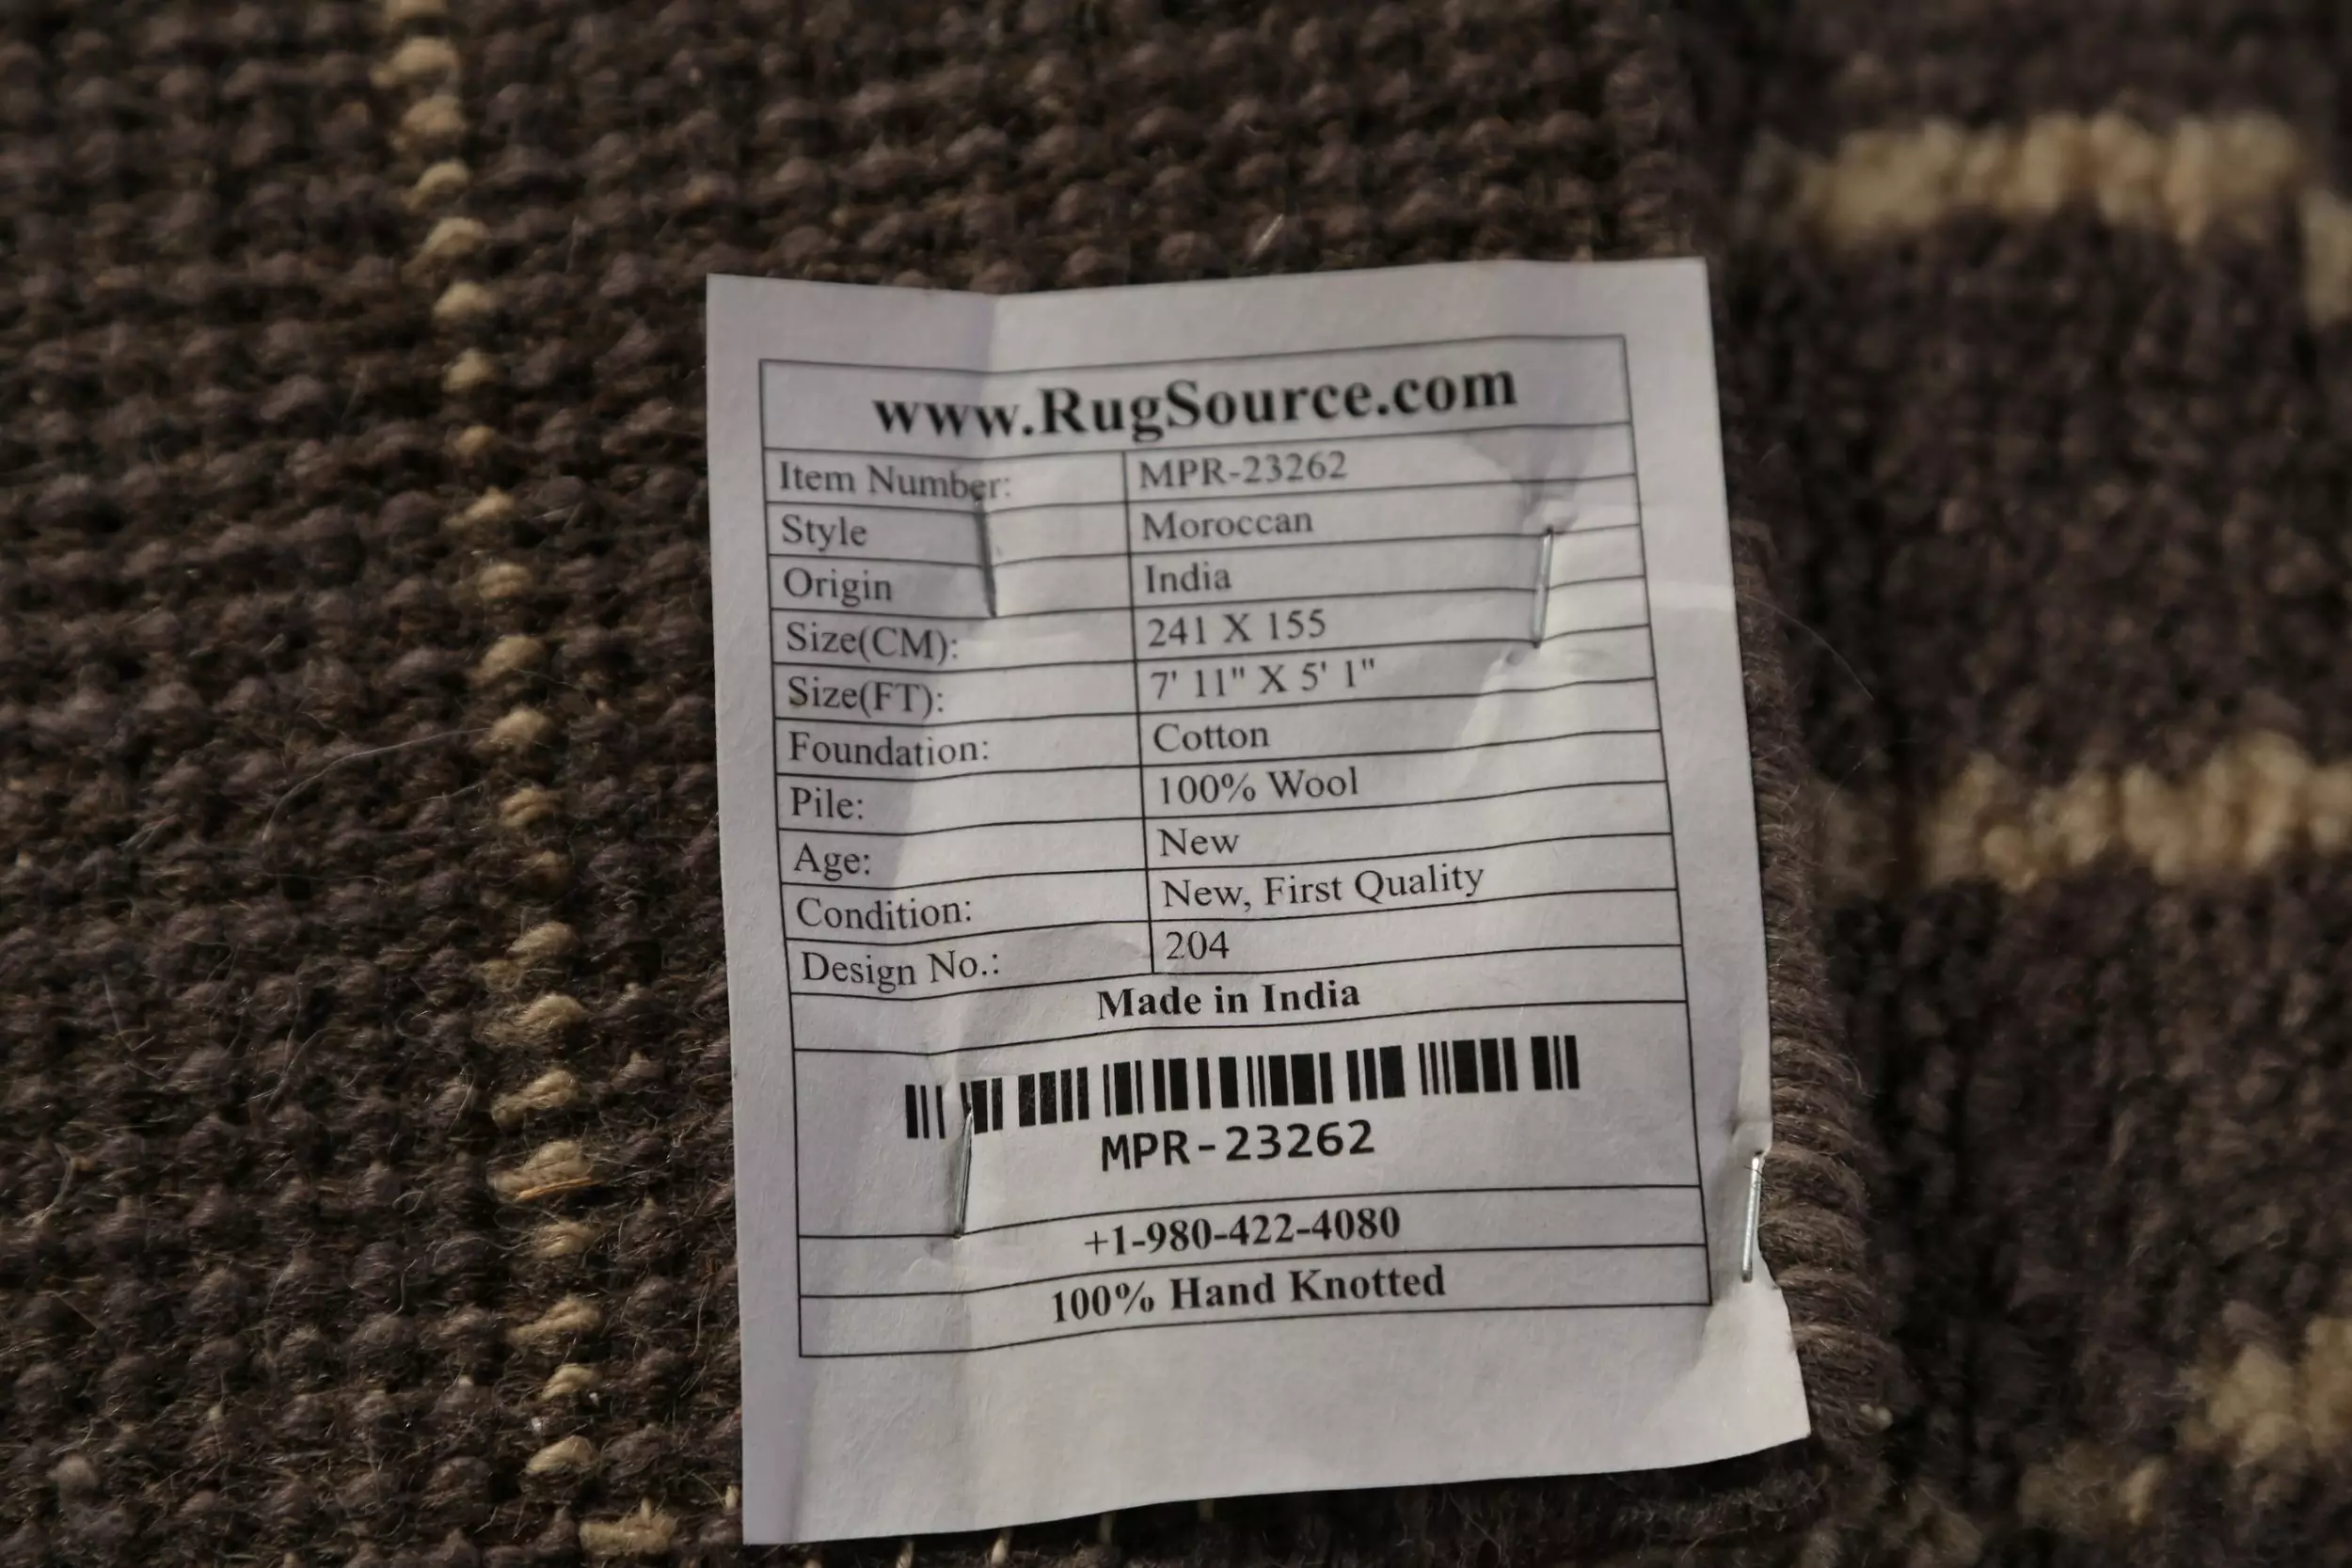 www.RugSource.com
Item Number: MPR-23262
Style Moroccan
Origin India
Size(CM): 241 X 155
Size(FT): 7' 11" X 5' 1"
Foundation: Cotton
Pile: 100% Wool
Age: New
Condition: New, First Quality
Design No.: 204
Made in India
MPR-23262
+1-980-422-4080
100% Hand Knotted